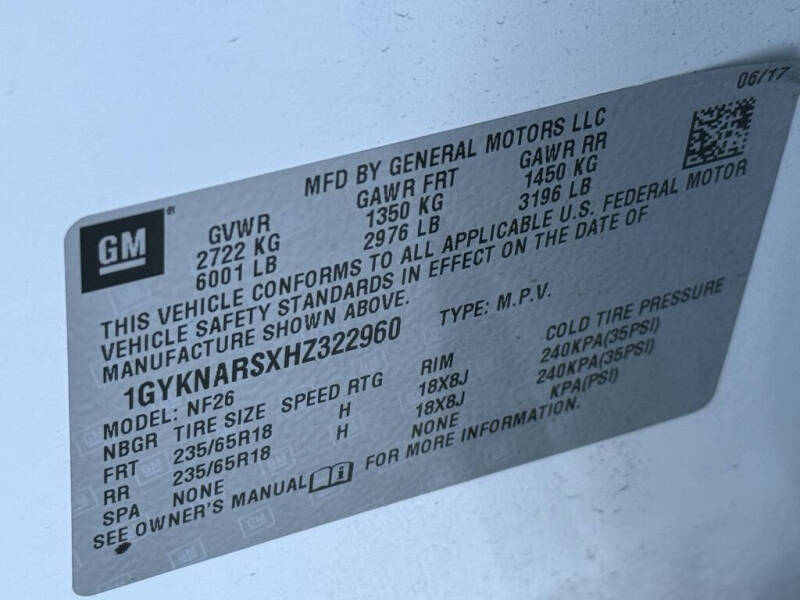 06/17
MFD BY GENERAL MOTORS LLC
GM®
GVWR GAWR FRT GAWR RR
2722 KG 1350 KG 1450 KG
6001 LB 2976 LB 3196 LB
THIS VEHICLE CONFORMS TO ALL APPLICABLE U.S. FEDERAL MOTOR
VEHICLE SAFETY STANDARDS IN EFFECT ON THE DATE OF
MANUFACTURE SHOWN ABOVE.
1GYKNARSXHZ322960 TYPE: M.P.V.
MODEL: NF26
NBGR TIRE SIZE SPEED RTG RIM COLD TIRE PRESSURE
FRT 235/65R18 H 18X8J 240KPA(35PSI)
RR 235/65R18 H 18X8J 240KPA(35PSI)
SPA NONE NONE KPA(PSI)
SEE OWNER'S MANUAL FOR MORE INFORMATION.